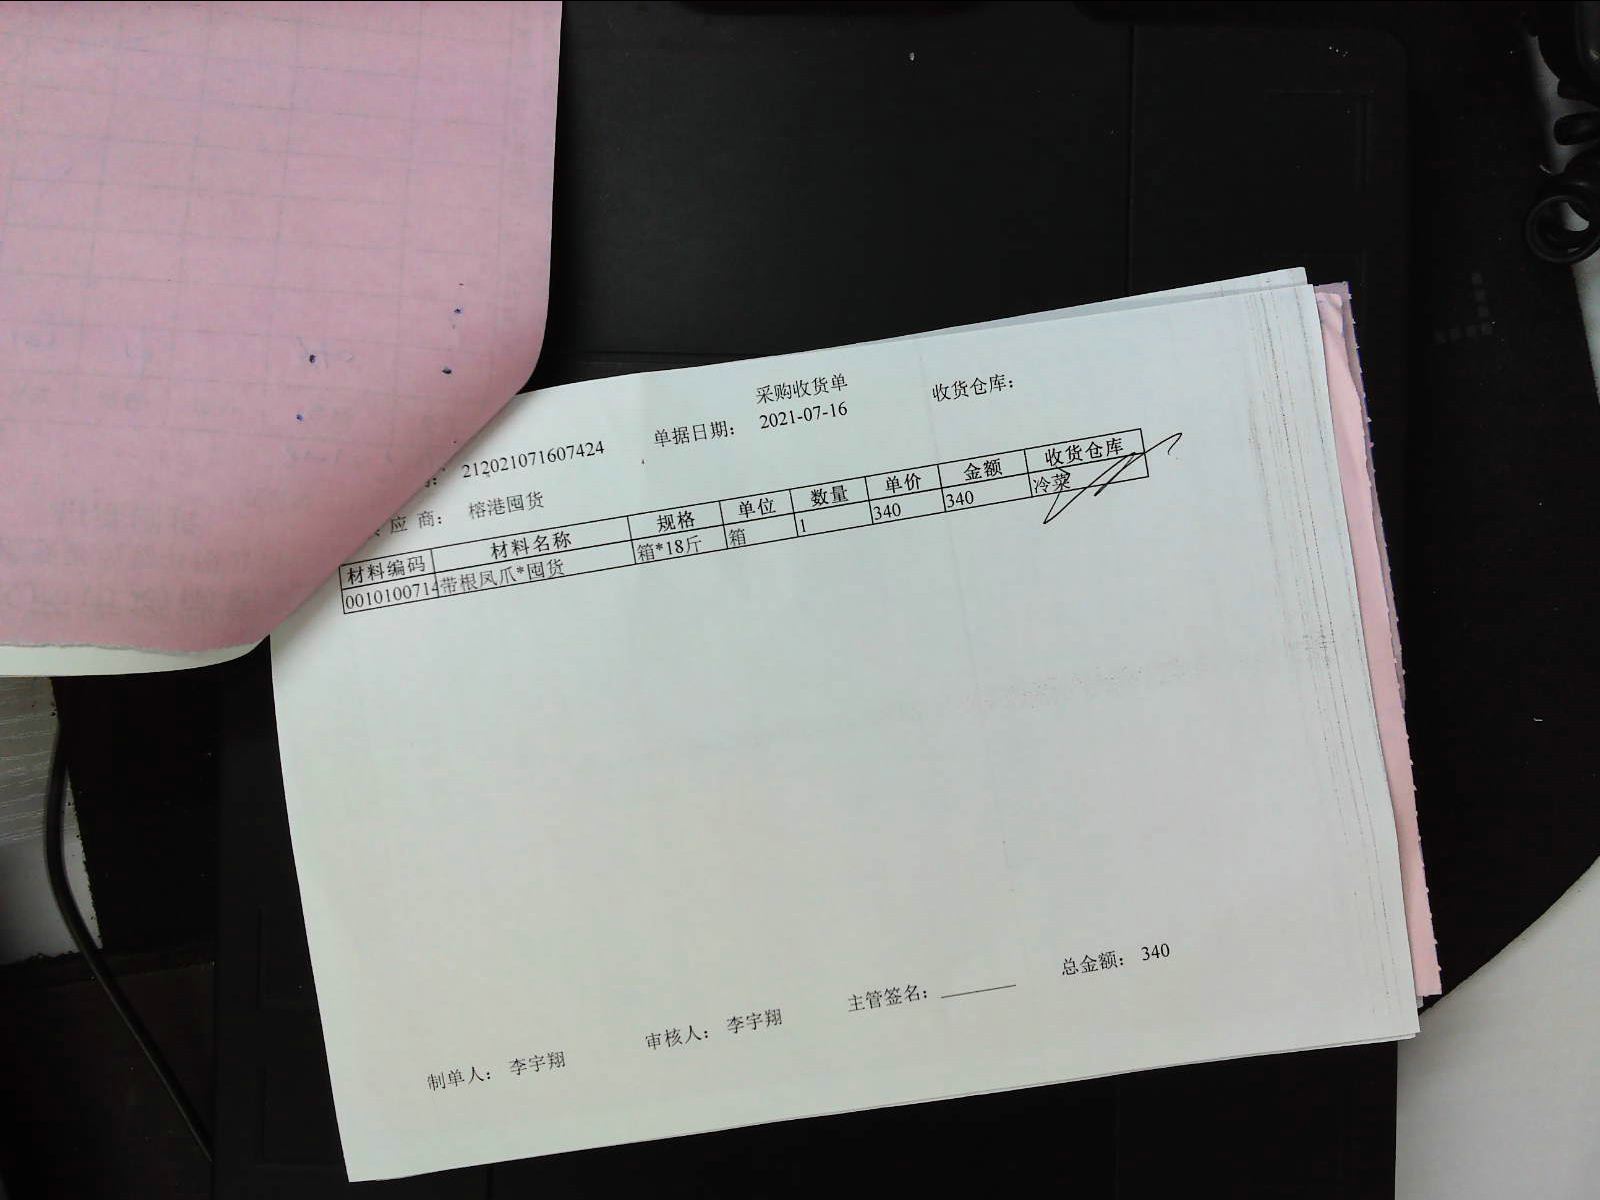 采购收货单
212021071607424 单据日期： 2021-07-16 收货仓库：
应 商： 榕港囤货
材料编码 材料名称 规格 单位 数量 单价 金额 收货仓库
0010100714 带根凤爪*囤货 箱*18斤 箱 1 340 340 冷菜
总金额： 340
制单人： 李宇翔 审核人： 李宇翔 主管签名：